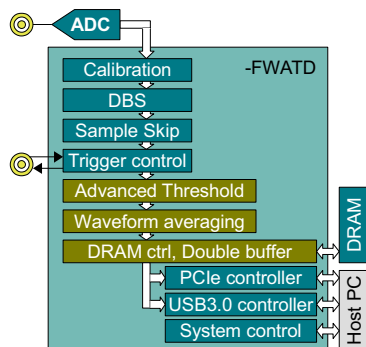 ADC
-FWATD
Calibration
DBS
Sample Skip
Trigger control
Advanced Threshold
Waveform averaging
DRAM ctrl, Double buffer
DRAM
PCIe controller
USB3.0 controller
System control
Host PC